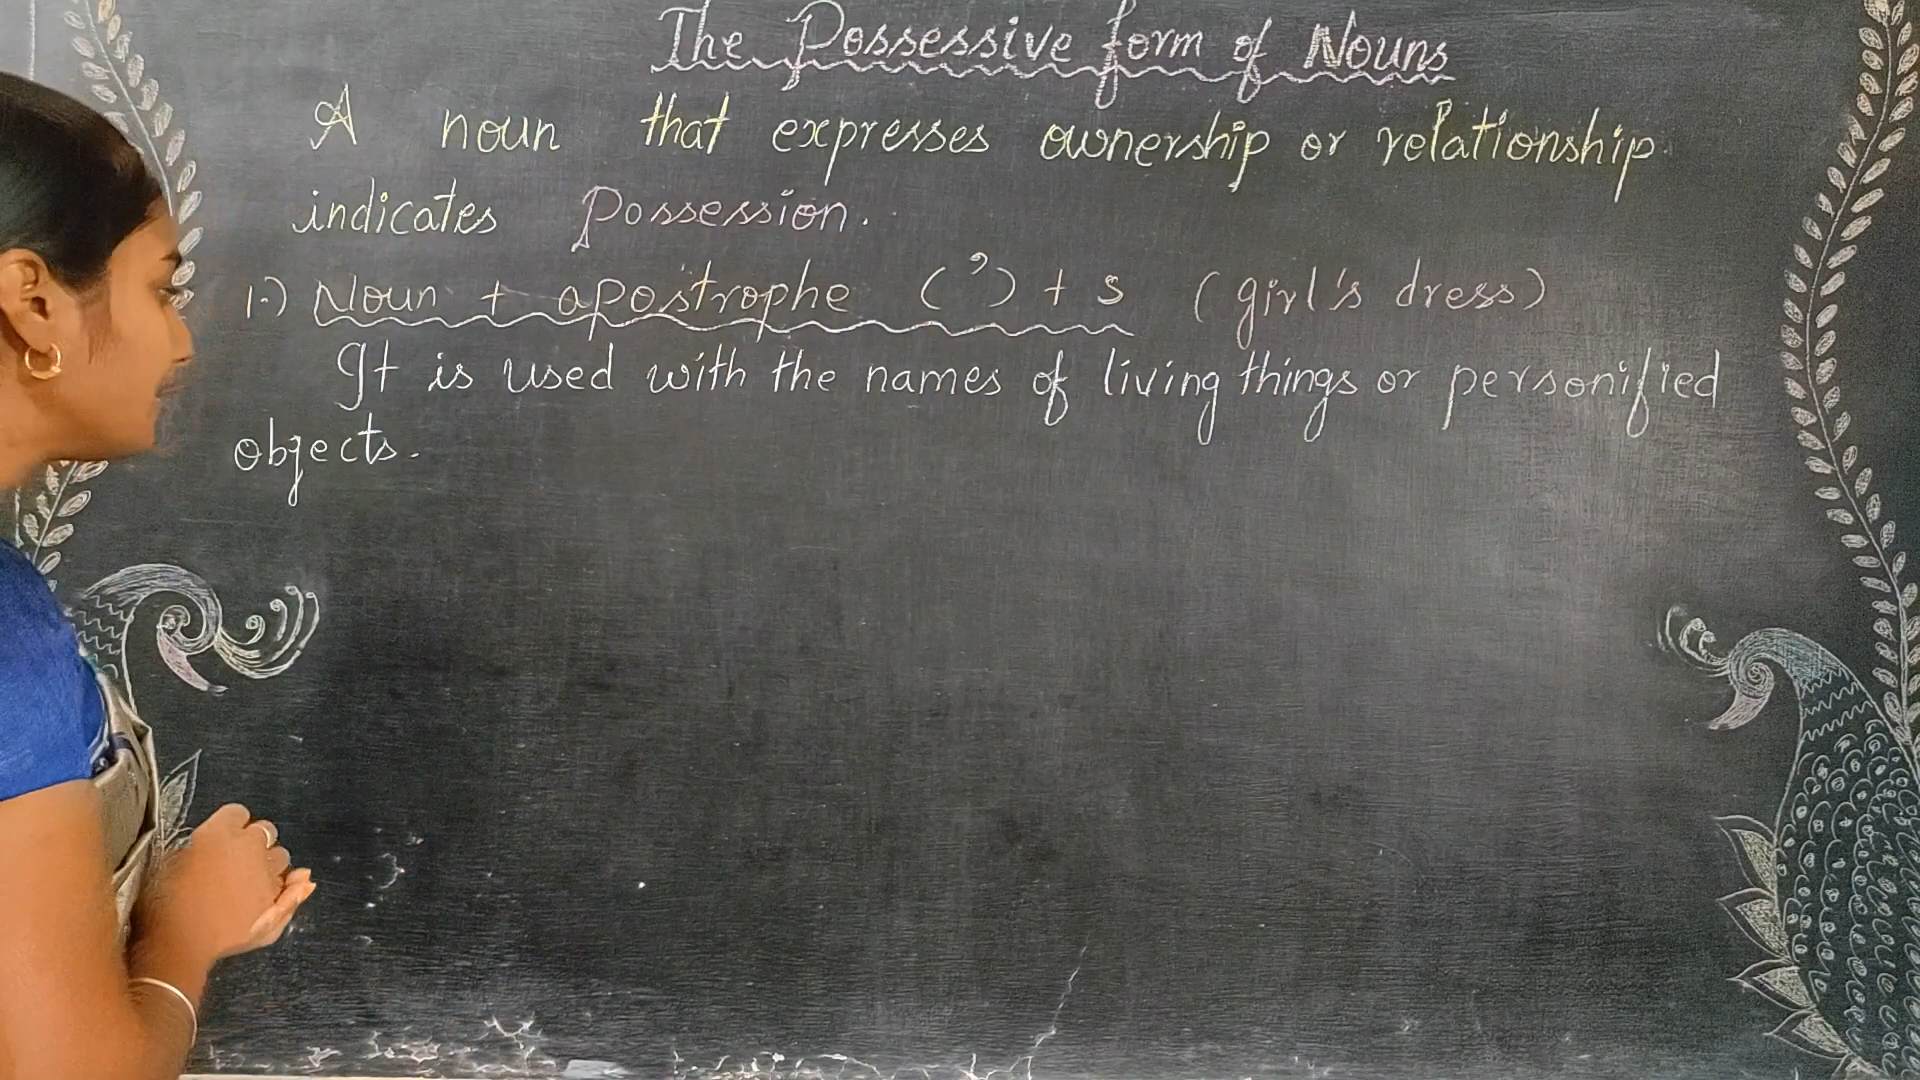 The Possessive form of Nouns
A noun that expresses ownership or relationship
indicates Possession.
1.) Noun + apostrophe (’) + s (girl's dress)
It is used with the names of living things or personified
objects.